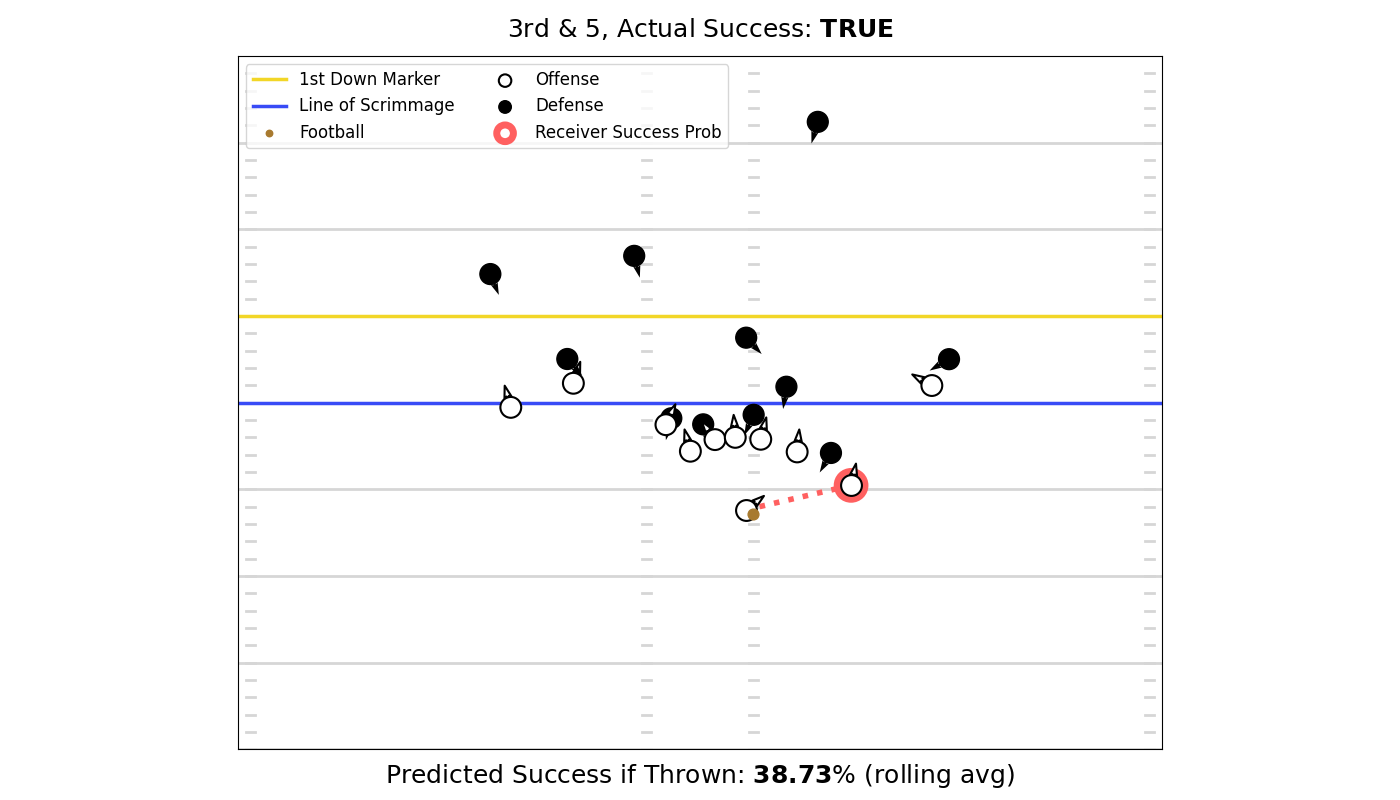 3rd & 5, Actual Success: TRUE
1st Down Marker
Line of Scrimmage
Football
Offense
Defense
Receiver Success Prob
Predicted Success if Thrown: 38.73% (rolling avg)